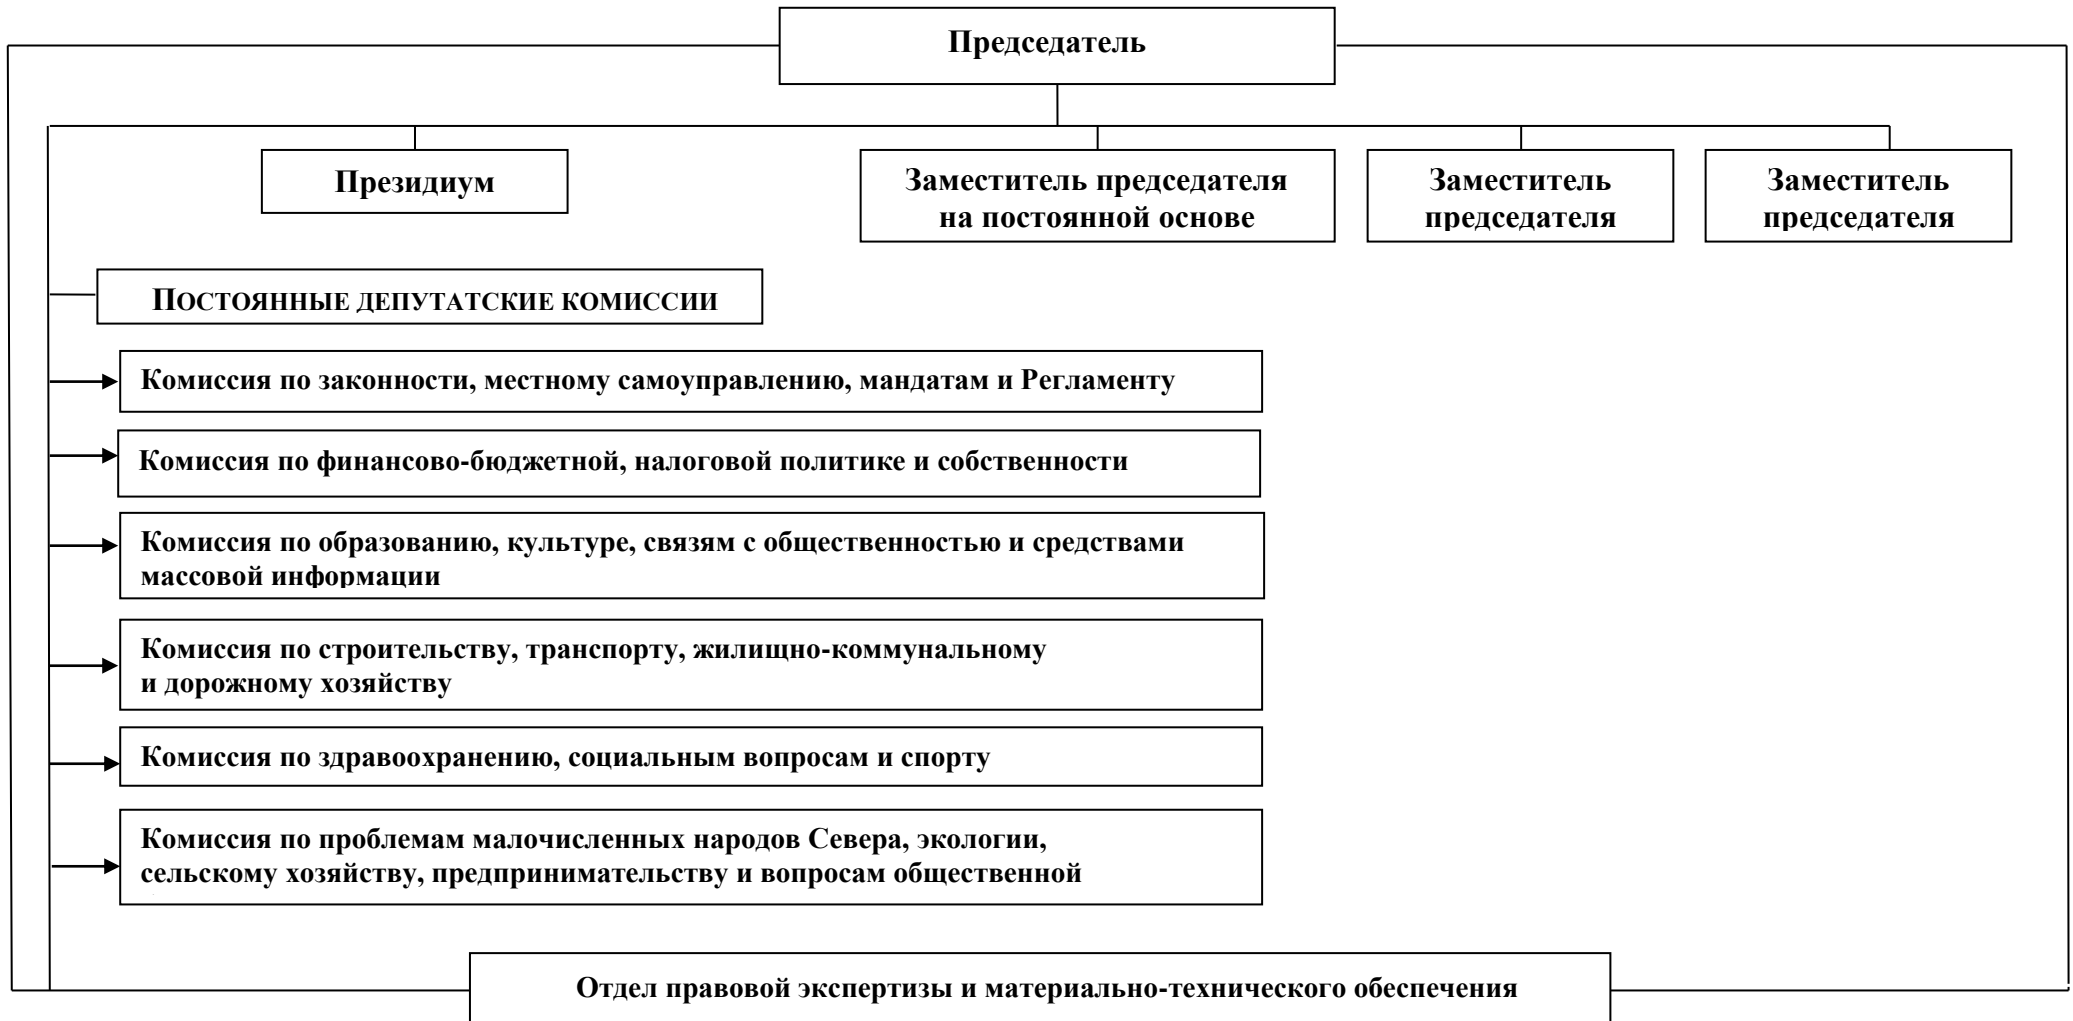 Председатель
Президиум
Заместитель председателя
на постоянной основе
Заместитель
председателя
Заместитель
председателя
ПОСТОЯННЫЕ ДЕПУТАТСКИЕ КОМИССИИ
Комиссия по законности, местному самоуправлению, мандатам и Регламенту
Комиссия по финансово-бюджетной, налоговой политике и собственности
Комиссия по образованию, культуре, связям с общественностью и средствами
массовой информации
Комиссия по строительству, транспорту, жилищно-коммунальному
и дорожному хозяйству
Комиссия по здравоохранению, социальным вопросам и спорту
Комиссия по проблемам малочисленных народов Севера, экологии,
сельскому хозяйству, предпринимательству и вопросам общественной
Отдел правовой экспертизы и материально-технического обеспечения